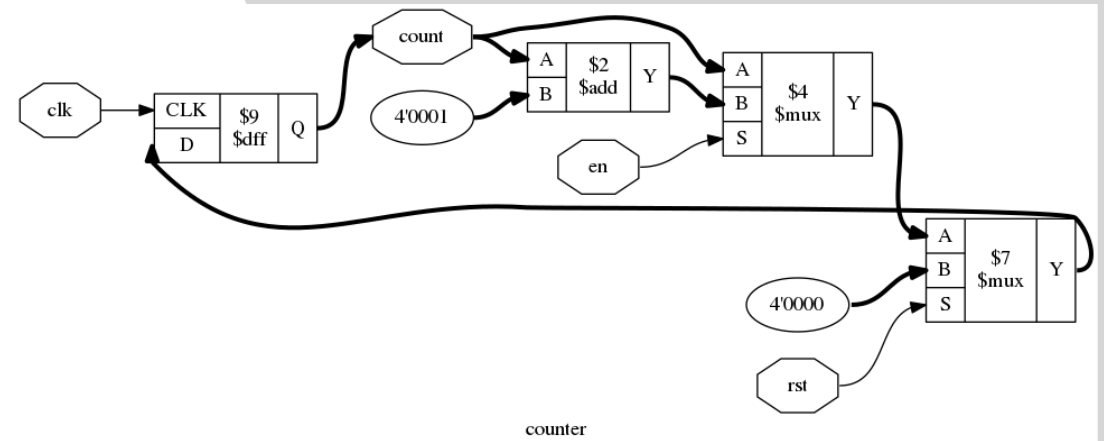 clk
CLK
D
$9
$dff
Q
count
4'0001
A
B
$2
$add
Y
en
A
B
S
$4
$mux
Y
4'0000
rst
A
B
S
$7
$mux
Y
counter